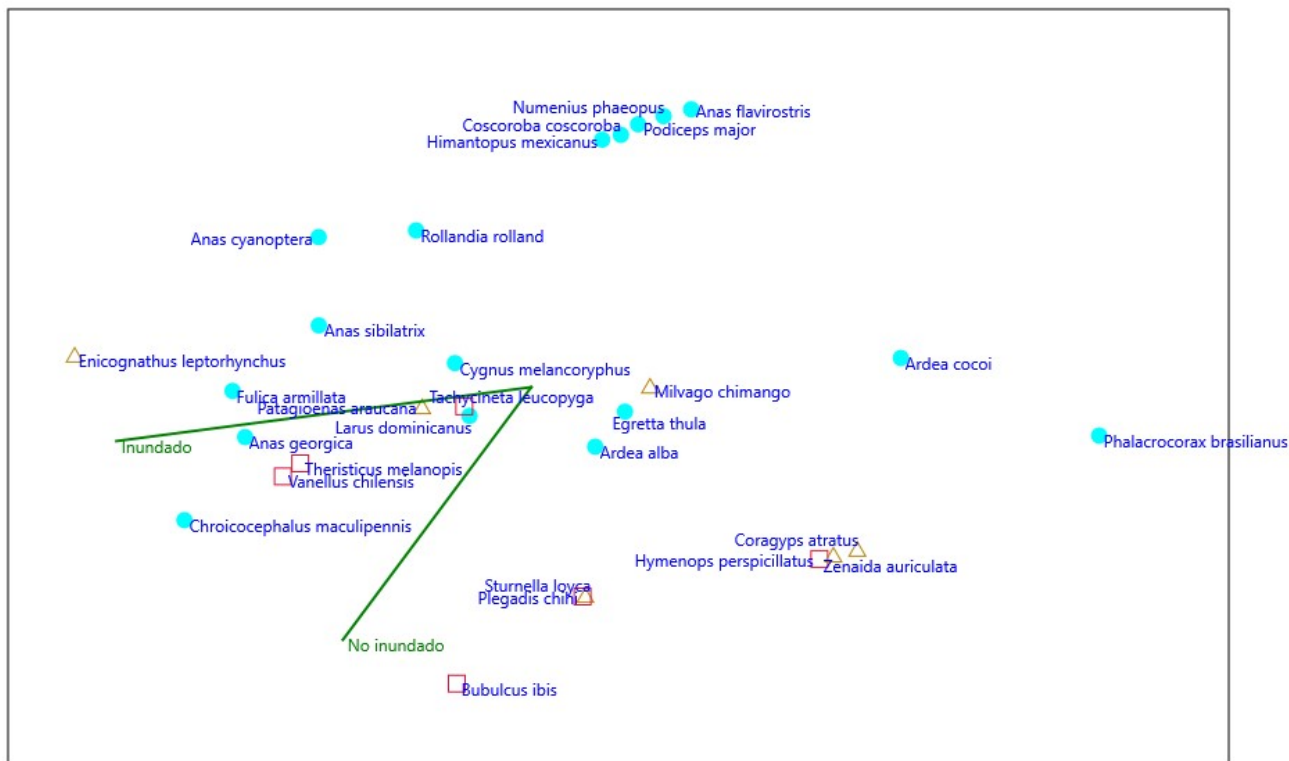 Numenius phaeopus
Anas flavirostris
Coscoroba coscoroba
Podiceps major
Himantopus mexicanus
Anas cyanoptera
Rollandia rolland
Anas sibilatrix
Enicognathus leptorhynchus
Cygnus melancoryphus
Ardea cocoi
Fulica armillata
Tachycineta leucopyga
Milvago chimango
Patagioenas araucana
Larus dominicanus
Egretta thula
Inundado
Anas georgica
Ardea alba
Phalacrocorax brasilianus
Theristicus melanopis
Vanellus chilensis
Chroicocephalus maculipennis
Coragyps atratus
Hymenops perspicillatus
Zenaida auriculata
Sturnella loyca
Plegadis chihi
No inundado
Bubulcus ibis